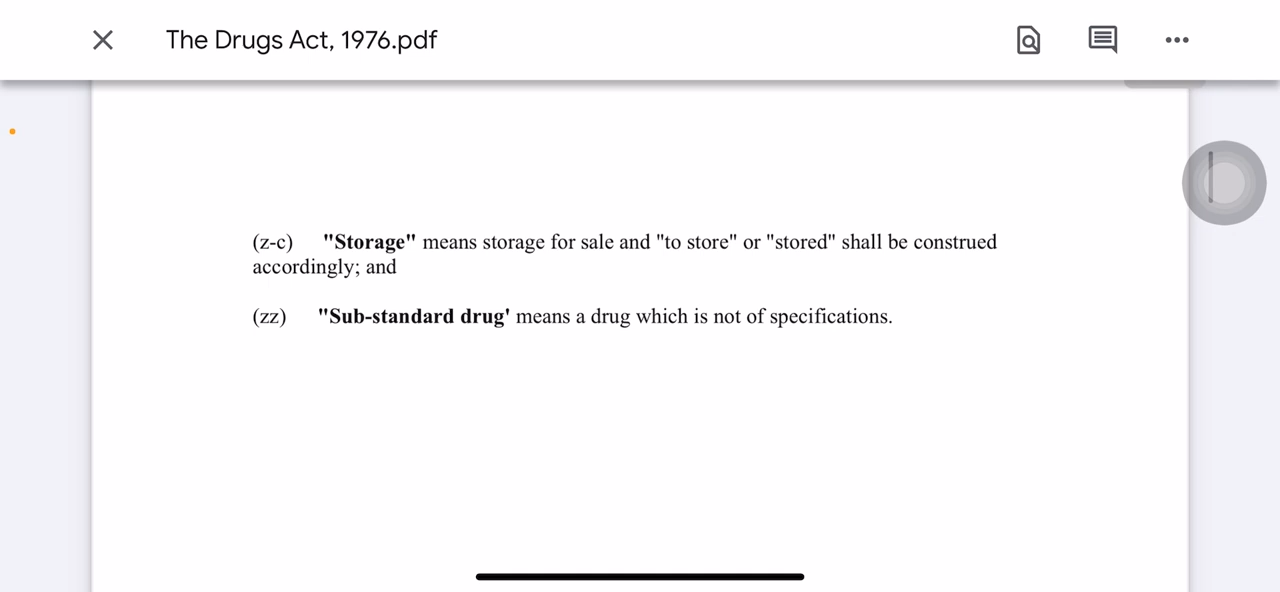 The Drugs Act, 1976.pdf
(z-c) "Storage" means storage for sale and "to store" or "stored" shall be construed
accordingly; and
(zz) "Sub-standard drug' means a drug which is not of specifications.